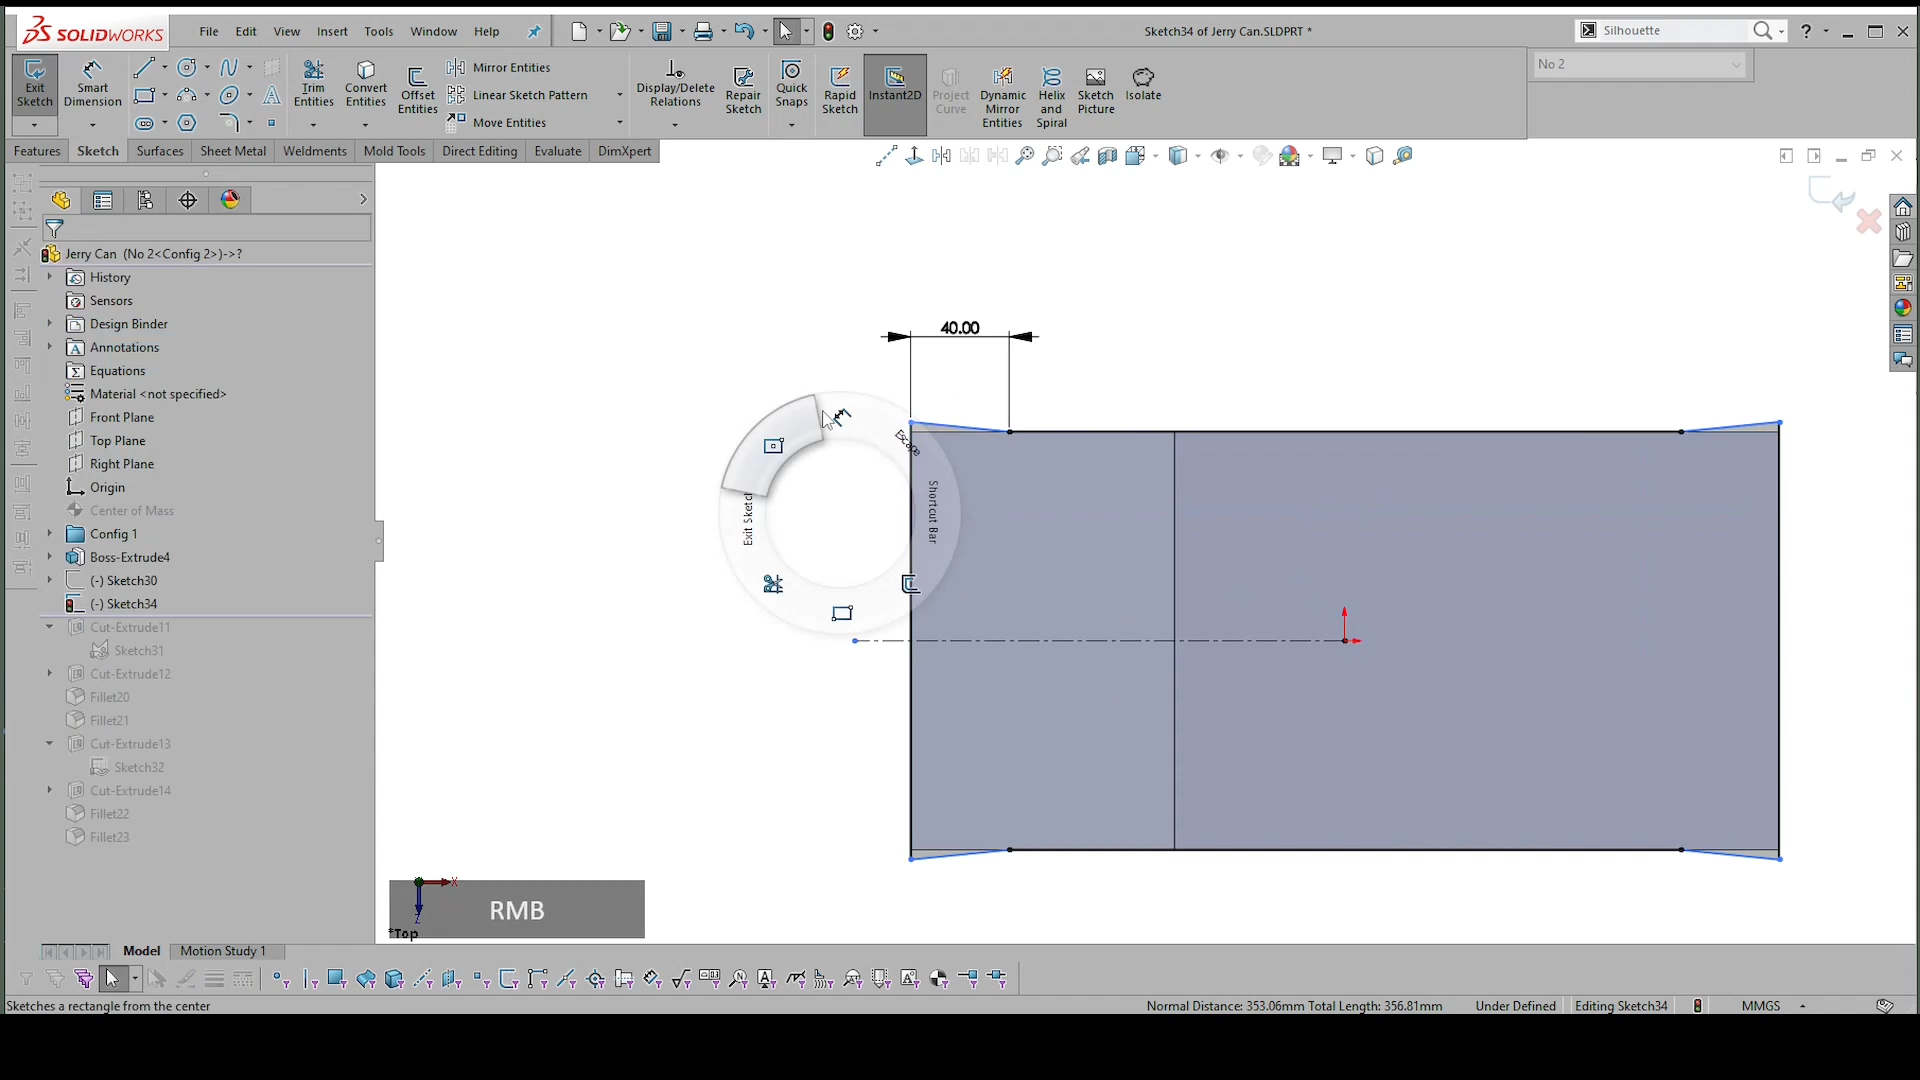 SOLIDWORKS
File Edit View Insert Tools Window Help
Sketch34 of Jerry Can.SLDPRT *
Silhouette
?
No 2
Exit Sketch
Smart Dimension
Trim Entities
Convert Entities
Offset Entities
Mirror Entities
Linear Sketch Pattern
Move Entities
Display/Delete Relations
Repair Sketch
Quick Snaps
Rapid Sketch
Instant2D
Project Curve
Dynamic Mirror Entities
Helix and Spiral
Sketch Picture
Isolate
Features Sketch Surfaces Sheet Metal Weldments Mold Tools Direct Editing Evaluate DimXpert
Jerry Can (No 2<Config 2>)->?
History
Sensors
Design Binder
Annotations
Equations
Material <not specified>
Front Plane
Top Plane
Right Plane
Origin
Center of Mass
Config 1
Boss-Extrude4
(-) Sketch30
(-) Sketch34
Cut-Extrude11
Sketch31
Cut-Extrude12
Fillet20
Fillet21
Cut-Extrude13
Sketch32
Cut-Extrude14
Fillet22
Fillet23
40.00
Escape
Shortcut Bar
Exit Sketch
X
Z
*Top
RMB
Model Motion Study 1
Sketches a rectangle from the center
Normal Distance: 353.06mm Total Length: 356.81mm Under Defined Editing Sketch34 MMGS